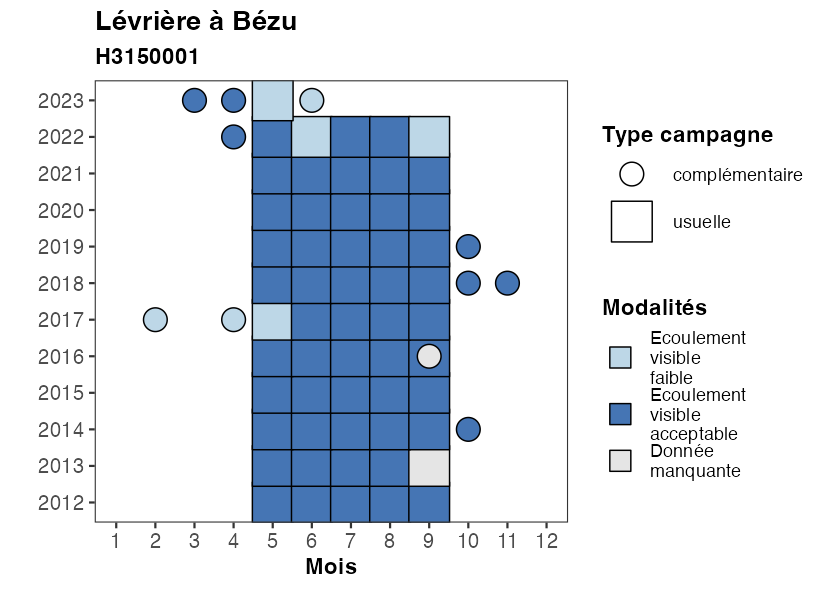 Lévrière à Bézu
H3150001
2023
2022
2021
2020
2019
2018
2017
2016
2015
2014
2013
2012
1 2 3 4 5 6 7 8 9 10 11 12
Mois
Type campagne
complémentaire
usuelle
Modalités
Ecoulement
visible
faible
Ecoulement
visible
acceptable
Donnée
manquante